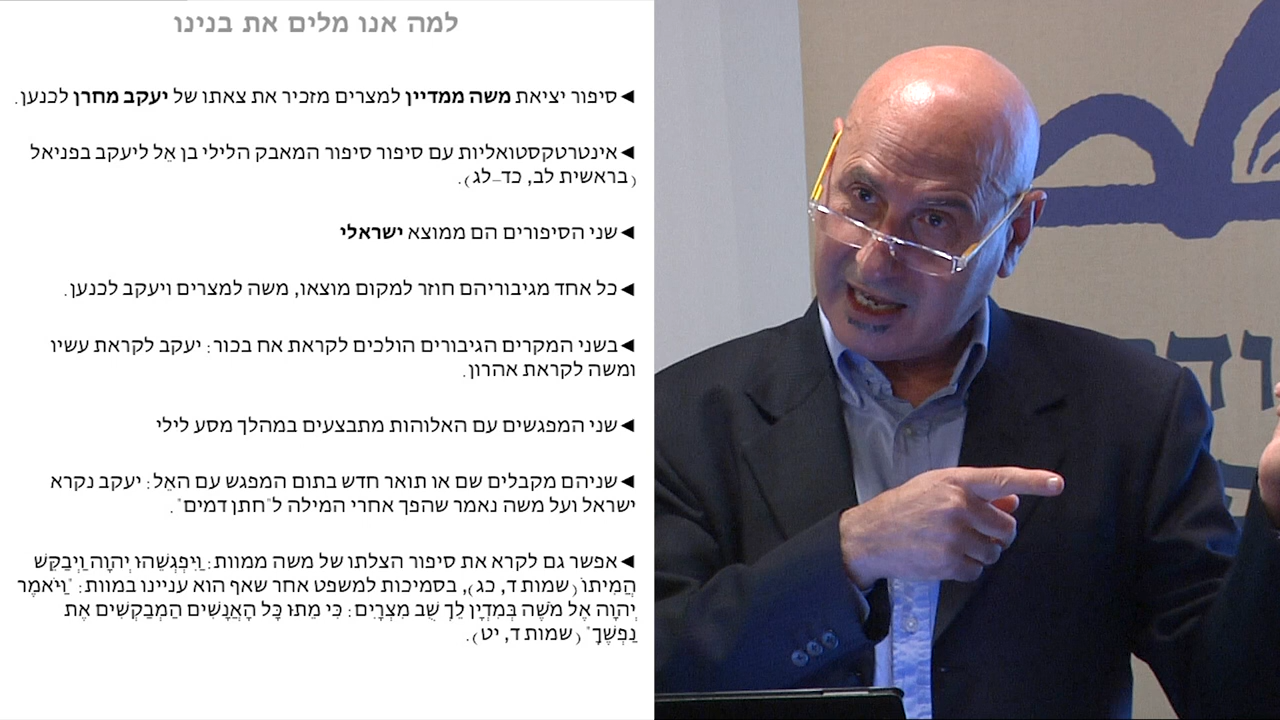 למה אנו מלים את בנינו
◄סיפור יציאת משה ממדיין למצרים מזכיר את צאתו של יעקב מחרן לכנען.
◄אינטרטקסטואליות עם סיפור סיפור המאבק הלילי בן אֵל ליעקב בפניאל
(בראשית לב, כד–לג).
◄שני הסיפורים הם ממוצא ישראלי
◄כל אחד מגיבוריהם חוזר למקום מוצאו, משה למצרים ויעקב לכנען.
◄בשני המקרים הגיבורים הולכים לקראת אח בכור: יעקב לקראת עשיו
ומשה לקראת אהרון.
◄שני המפגשים עם האלוהות מתבצעים במהלך מסע לילי
◄שניהם מקבלים שם או תואר חדש בתום המפגש עם האֵל: יעקב נקרא
ישראל ועל משה נאמר שהפך אחרי המילה ל"חתן דמים".
◄אפשר גם לקרא את סיפור הצלתו של משה ממוות: וַיִּפְגְּשֵׁהוּ יְהוָה וַיְבַקֵּשׁ
הֲמִיתוֹ (שמות ד, כג), בסמיכות למשפט אחר שאף הוא עניינו במוות: "וַיֹּאמֶר
יְהוָה אֶל מֹשֶׁה בְּמִדְיָן לֵךְ שֻׁב מִצְרָיִם: כִּי מֵתוּ כָּל הָאֲנָשִׁים הַמְבַקְשִׁים אֶת
נַפְשֶׁךָ" (שמות ד, יט).